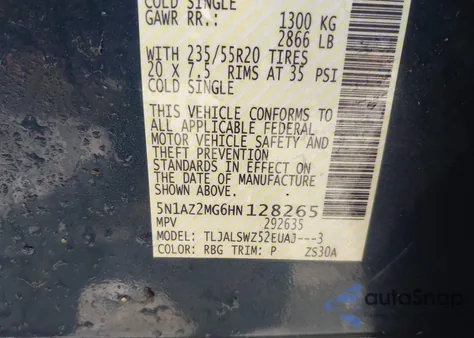 COLD SINGLE
GAWR RR.: 1300 KG
2866 LB
WITH 235/55R20 TIRES
20 X 7.5 RIMS AT 35 PSI
COLD SINGLE
THIS VEHICLE CONFORMS TO
ALL APPLICABLE FEDERAL
MOTOR VEHICLE SAFETY AND
THEFT PREVENTION
STANDARDS IN EFFECT ON
THE DATE OF MANUFACTURE
SHOWN ABOVE.
5N1AZ2MG6HN128265
MPV 292635
MODEL: TLJALSWZ52EUAJ---3
COLOR: RBG TRIM: P ZS30A
autoSnap